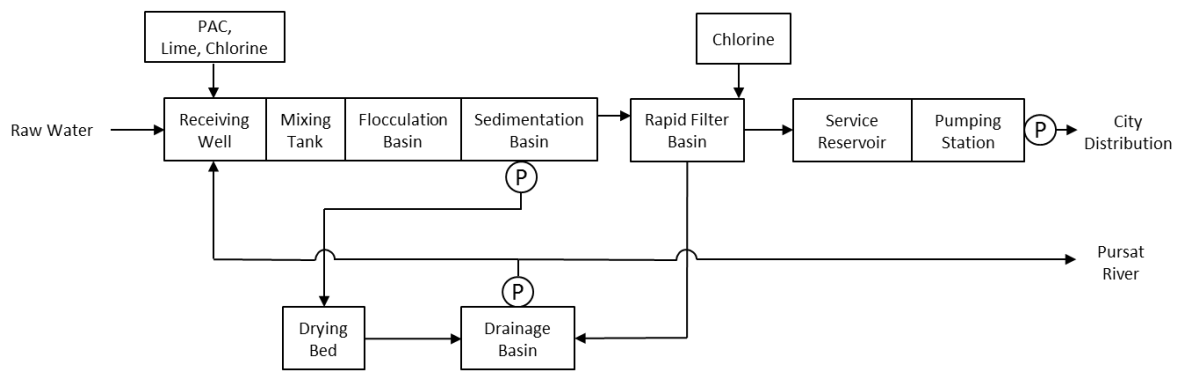 PAC,
Lime, Chlorine
Chlorine
Raw Water
Receiving
Well
Mixing
Tank
Flocculation
Basin
Sedimentation
Basin
Rapid Filter
Basin
Service
Reservoir
Pumping
Station
P
City
Distribution
P
Pursat
River
P
Drying
Bed
Drainage
Basin